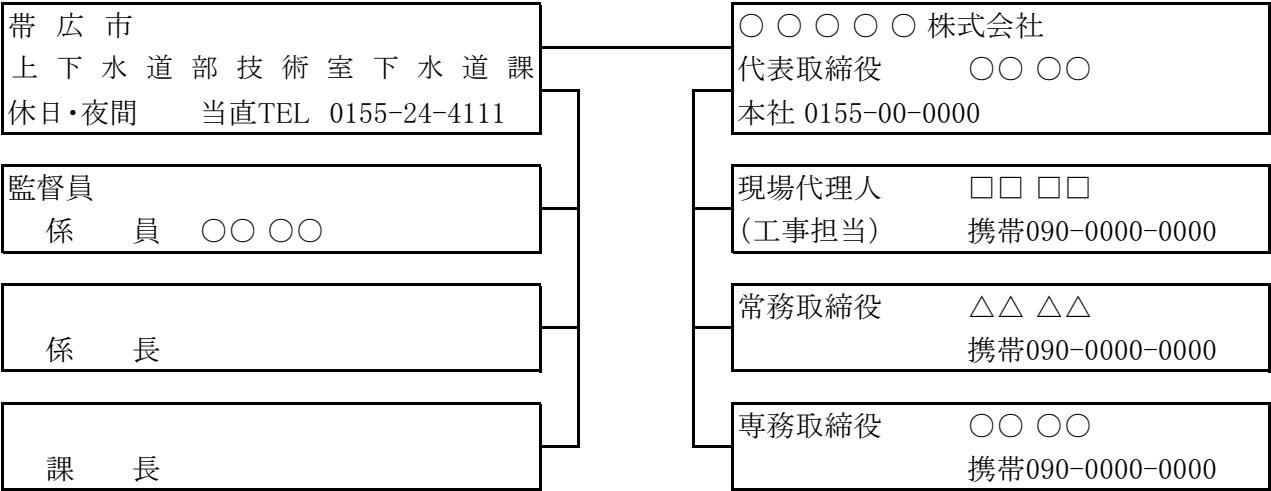 帯 広 市
上 下 水 道 部 技 術 室 下 水 道 課
休日・夜間 当直TEL 0155-24-4111
監督員
係 員 ○○ ○○
係 長
課 長
○ ○ ○ ○ ○ 株式会社
代表取締役 ○○ ○○
本社 0155-00-0000
現場代理人 □□ □□
(工事担当) 携帯090-0000-0000
常務取締役 △△ △△
携帯090-0000-0000
専務取締役 ○○ ○○
携帯090-0000-0000